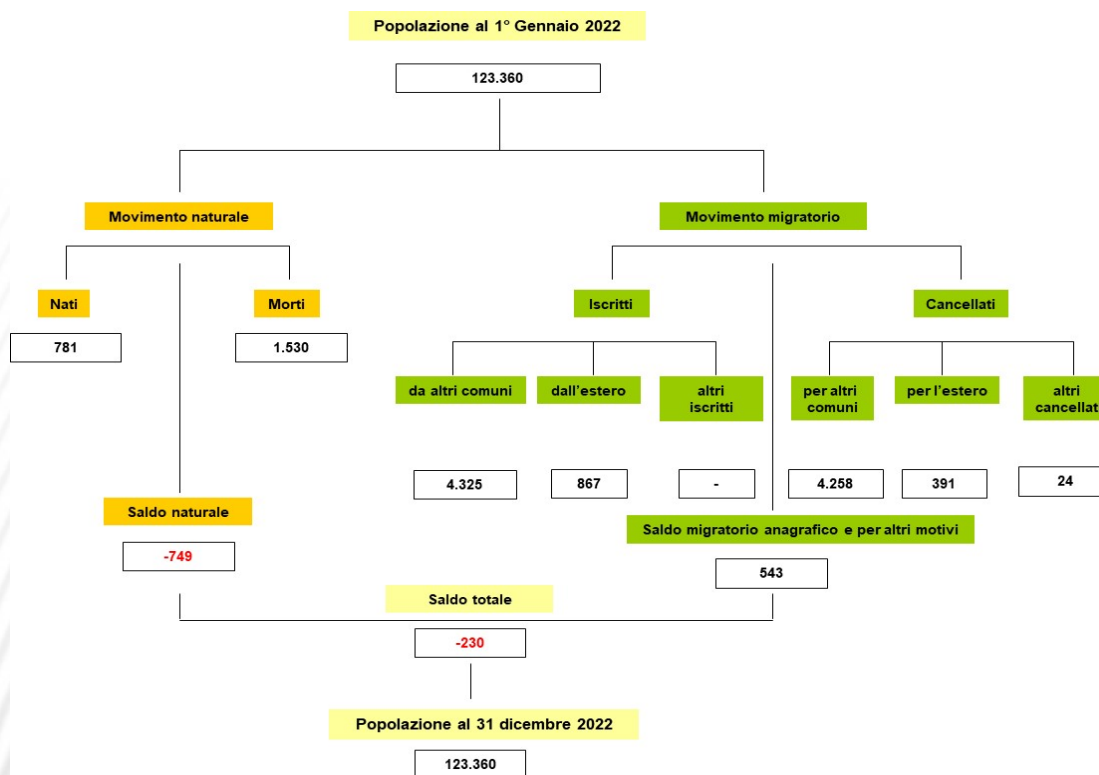 Popolazione al 1° Gennaio 2022
123.360
Movimento naturale
Movimento migratorio
Nati
Morti
Iscritti
Cancellati
781
1.530
da altri comuni
dall'estero
altri
iscritti
per altri
comuni
per l'estero
altri
cancellat
4.325
867
-
4.258
391
24
Saldo naturale
Saldo migratorio anagrafico e per altri motivi
-749
543
Saldo totale
-230
Popolazione al 31 dicembre 2022
123.360